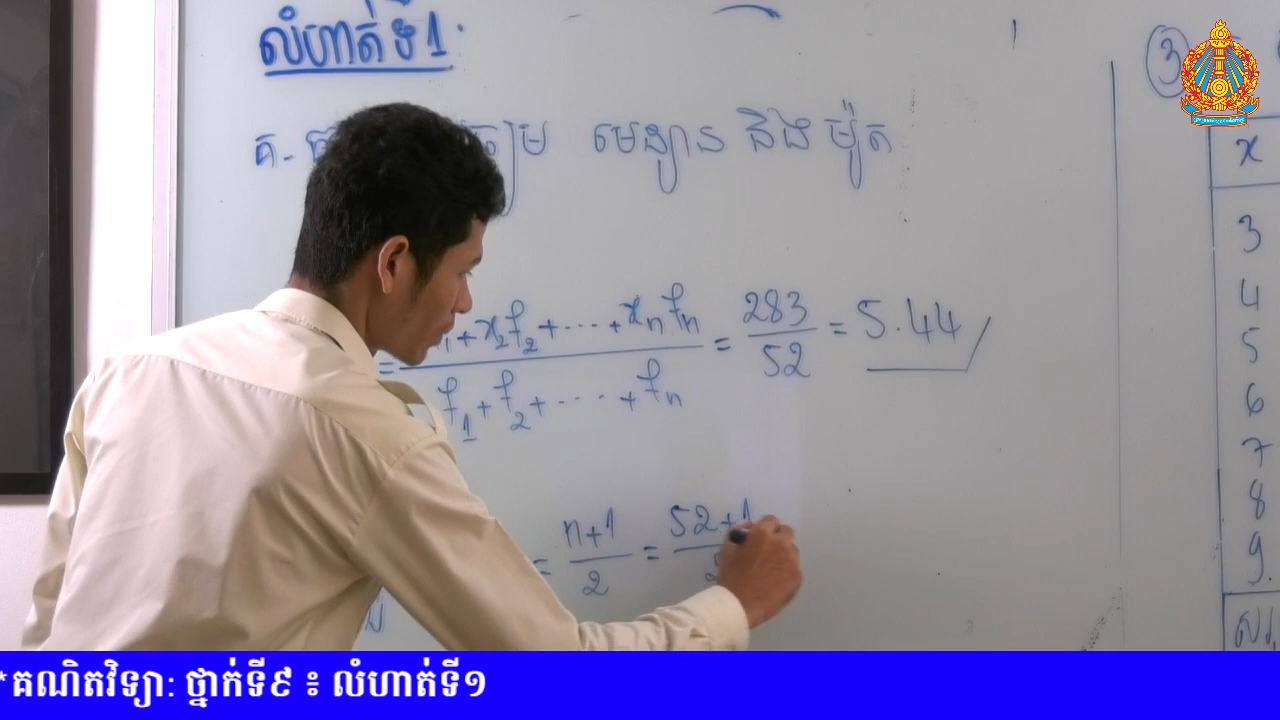 លំហាត់ទី1.
គ-
មេដ្យាន និង ម៉ូត
= x₂f₂+....+xₙfₙ / f₁+f₂+....+fₙ = 283/52 = 5.44
= n+1/2 = 52+1
3
x
3
4
5
6
7
8
9.
*គណិតវិទ្យា: ថ្នាក់ទី៩ ៖ លំហាត់ទី១